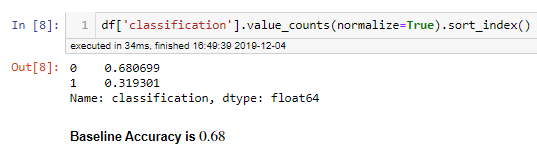 In [8]: 1 df['classification'].value_counts(normalize=True).sort_index()
executed in 34ms, finished 16:49:39 2019-12-04
Out[8]: 0 0.680699
1 0.319301
Name: classification, dtype: float64
Baseline Accuracy is 0.68